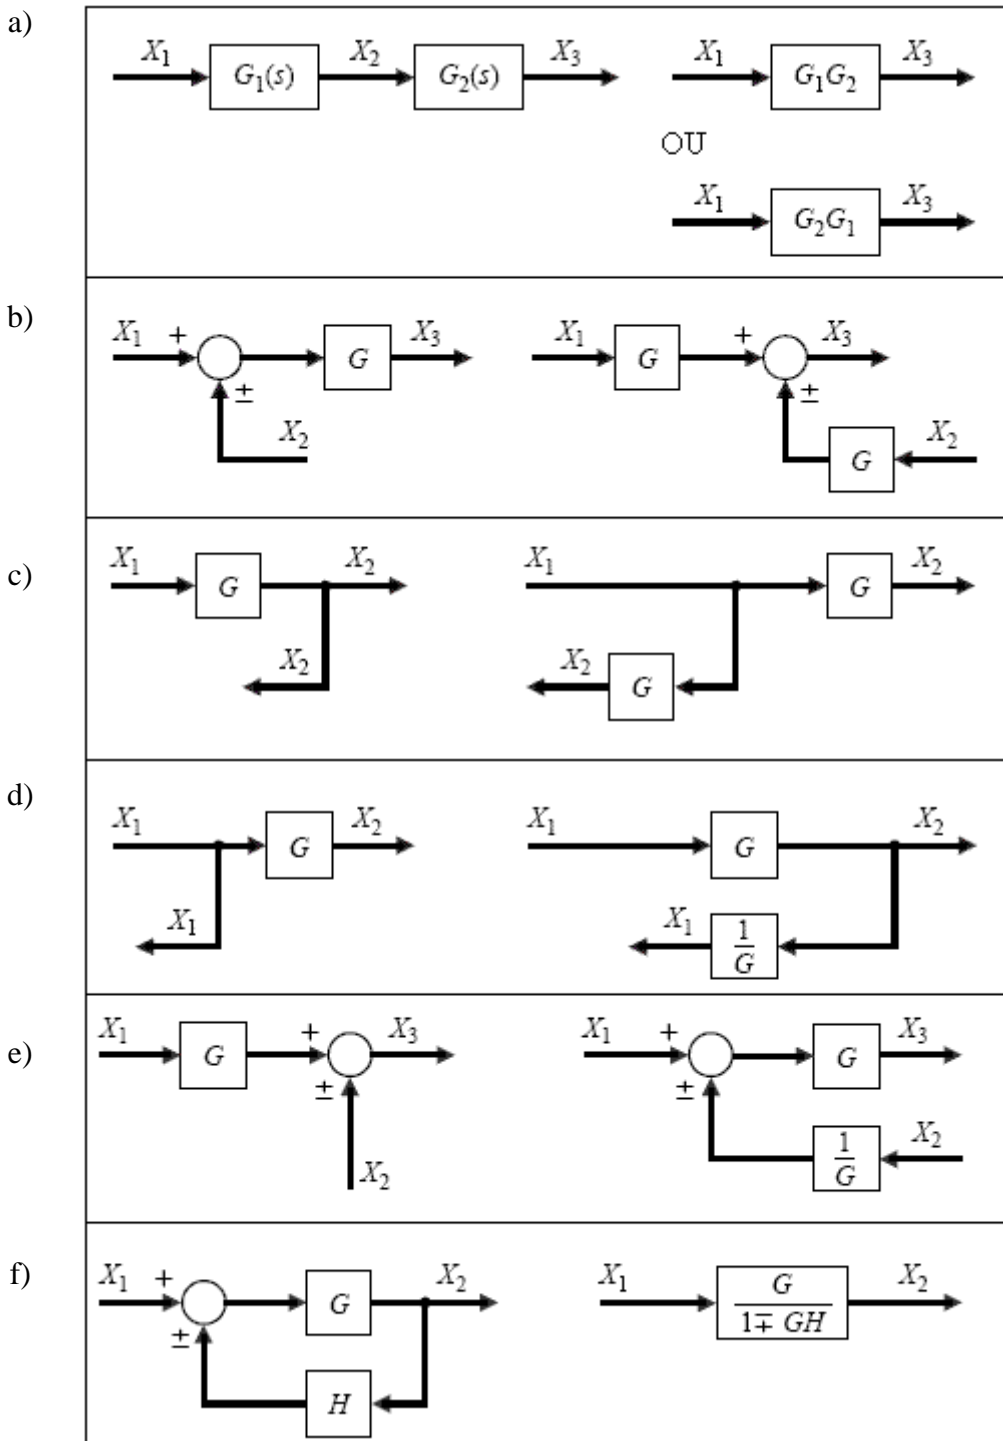 a)
X₁ G₁(s) X₂ G₂(s) X₃ X₁ G₁G₂ X₃
OU
X₁ G₂G₁ X₃
b)
X₁ + G X₃ X₁ G + X₃
±
±
X₂ G X₂
c)
X₁ G X₂ X₁ G X₂
X₂ X₂ G
d)
X₁ G X₂ X₁ G X₂
X₁ X₁ 1/G
e)
X₁ G + X₃ X₁ + G X₃
± ±
X₂ 1/G X₂
f)
X₁ + G X₂ X₁ G/(1∓ GH) X₂
±
H